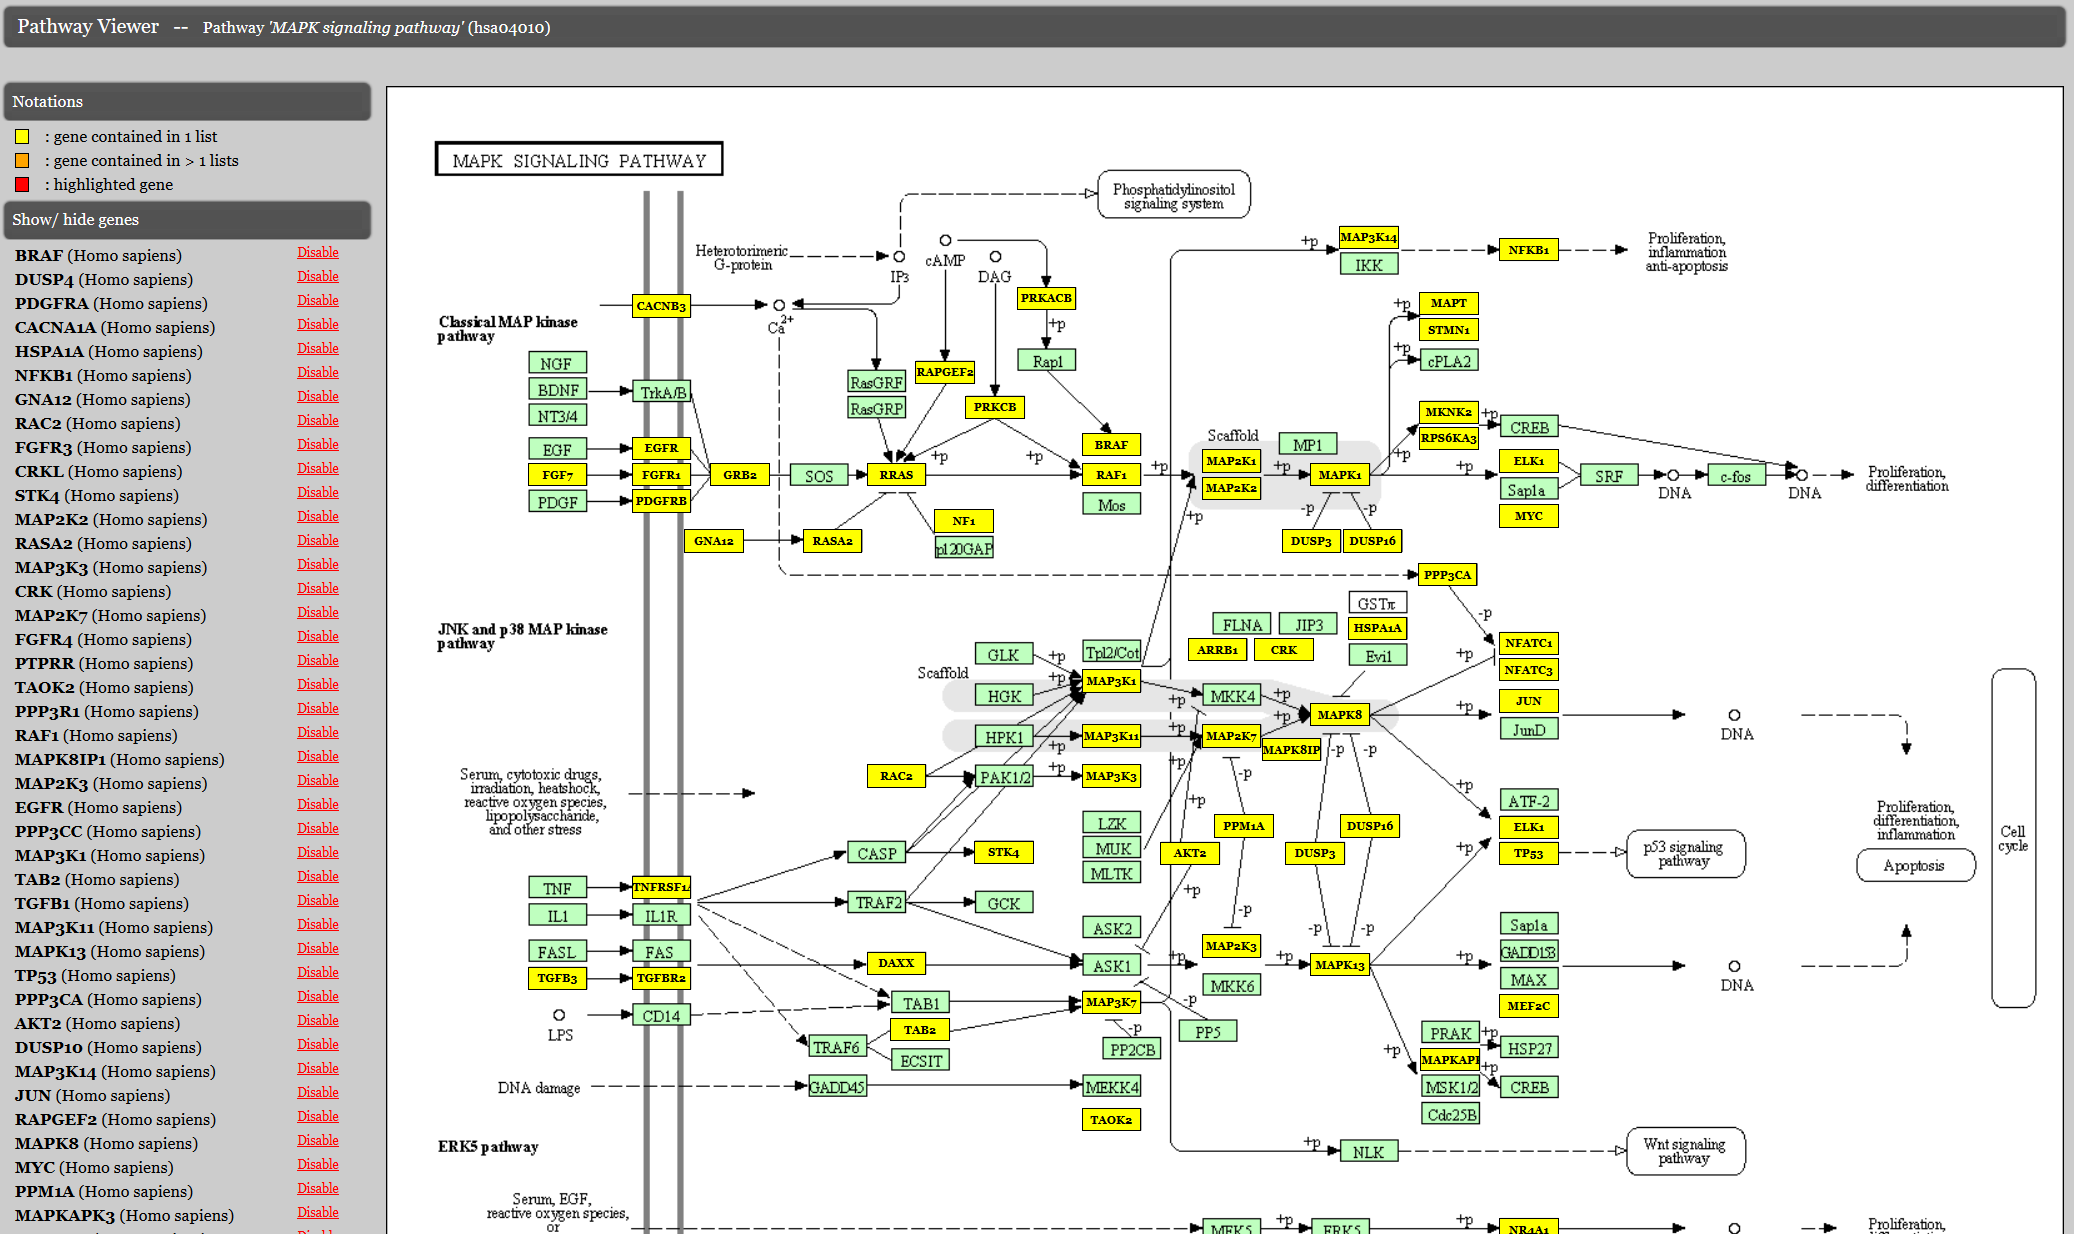 Pathway Viewer -- Pathway 'MAPK signaling pathway' (hsa04010)
Notations
: gene contained in 1 list
: gene contained in > 1 lists
: highlighted gene
Show/ hide genes
BRAF (Homo sapiens) Disable
DUSP4 (Homo sapiens) Disable
PDGFRA (Homo sapiens) Disable
CACNA1A (Homo sapiens) Disable
HSPA1A (Homo sapiens) Disable
NFKB1 (Homo sapiens) Disable
GNA12 (Homo sapiens) Disable
RAC2 (Homo sapiens) Disable
FGFR3 (Homo sapiens) Disable
CRKL (Homo sapiens) Disable
STK4 (Homo sapiens) Disable
MAP2K2 (Homo sapiens) Disable
RASA2 (Homo sapiens) Disable
MAP3K3 (Homo sapiens) Disable
CRK (Homo sapiens) Disable
MAP2K7 (Homo sapiens) Disable
FGFR4 (Homo sapiens) Disable
PTPRR (Homo sapiens) Disable
TAOK2 (Homo sapiens) Disable
PPP3R1 (Homo sapiens) Disable
RAF1 (Homo sapiens) Disable
MAPK8IP1 (Homo sapiens) Disable
MAP2K3 (Homo sapiens) Disable
EGFR (Homo sapiens) Disable
PPP3CC (Homo sapiens) Disable
MAP3K1 (Homo sapiens) Disable
TAB2 (Homo sapiens) Disable
TGFB1 (Homo sapiens) Disable
MAP3K11 (Homo sapiens) Disable
MAPK13 (Homo sapiens) Disable
TP53 (Homo sapiens) Disable
PPP3CA (Homo sapiens) Disable
AKT2 (Homo sapiens) Disable
DUSP10 (Homo sapiens) Disable
MAP3K14 (Homo sapiens) Disable
JUN (Homo sapiens) Disable
RAPGEF2 (Homo sapiens) Disable
MAPK8 (Homo sapiens) Disable
MYC (Homo sapiens) Disable
PPM1A (Homo sapiens) Disable
MAPKAPK3 (Homo sapiens) Disable
MAPK SIGNALING PATHWAY
Phosphatidylinositol
signaling system
Heterotorimeric
G-protein
IP3
cAMP
DAG
+p
MAP3K14
IKK
NFKB1
Proliferation,
inflammation
anti-apoptosis
CACNB3
Ca2+
PRKACB
+p
Rap1
+p
MAPT
STMN1
+p
cPLA2
Classical MAP kinase
pathway
NGF
BDNF
NT3/4
TrkA/B
RasGRF
RasGRP
RAPGEF2
PRKCB
BRAF
EGF
EGFR
FGF7
FGFR1
PDGF
PDGFRB
GRB2
SOS
RRAS
+p
+p
RAF1
Mos
+p
Scaffold
MP1
MAP2K1
MAP2K2
+p
MAPK1
MKNK2
+p
RPS6KA3
+p
CREB
+p
ELK1
Sap1a
MYC
SRF
DNA
c-fos
DNA
Proliferation,
differentiation
+p
-p
-p
DUSP3
DUSP16
GNA12
RASA2
NF1
p120GAP
PPP3CA
-p
NFATC1
NFATC3
JNK and p38 MAP kinase
pathway
GSTπ
FLNA
JIP3
HSPA1A
ARRB1
CRK
Evi1
Scaffold
GLK
HGK
HPK1
+p
+p
+p
Tpl2/Cot
MAP3K1
MAP3K11
+p
+p
MKK4
MAP2K7
+p
+p
MAPK8
MAPK8IP
+p
+p
JUN
JunD
DNA
RAC2
PAK1/2
+p
MAP3K3
+p
-p
-p
-p
Serum, cytotoxic drugs,
irradiation, heatshock,
reactive oxygen species,
lipopolysaccharide,
and other stress
LZK
MUK
MLTK
+p
AKT2
PPM1A
DUSP3
DUSP16
+p
ATF-2
ELK1
TP53
+p
p53 signaling
pathway
Proliferation,
differentiation,
inflammation
Apoptosis
Cell
cycle
CASP
STK4
TNF
TNFRSF1A
IL1
IL1R
TRAF2
GCK
+p
-p
-p
-p
FASL
FAS
TGFB3
TGFBR2
DAXX
ASK2
ASK1
+p
MAP2K3
MKK6
+p
MAPK13
+p
Sap1a
GADD153
MAX
MEF2C
DNA
LPS
CD14
TAB1
TAB2
ECSIT
TRAF6
MAP3K7
-p
PP2CB
-p
PP5
+p
PRAK
+p
MAPKAPK
+p
MSK1/2
Cdc25B
HSP27
CREB
DNA damage
GADD45
MEKK4
TAOK2
ERK5 pathway
+p
NLK
Wnt signaling
pathway
Serum, EGF,
reactive oxygen species,
or
MEK5
+p
ERK5
+p
NR4A1
Proliferation,